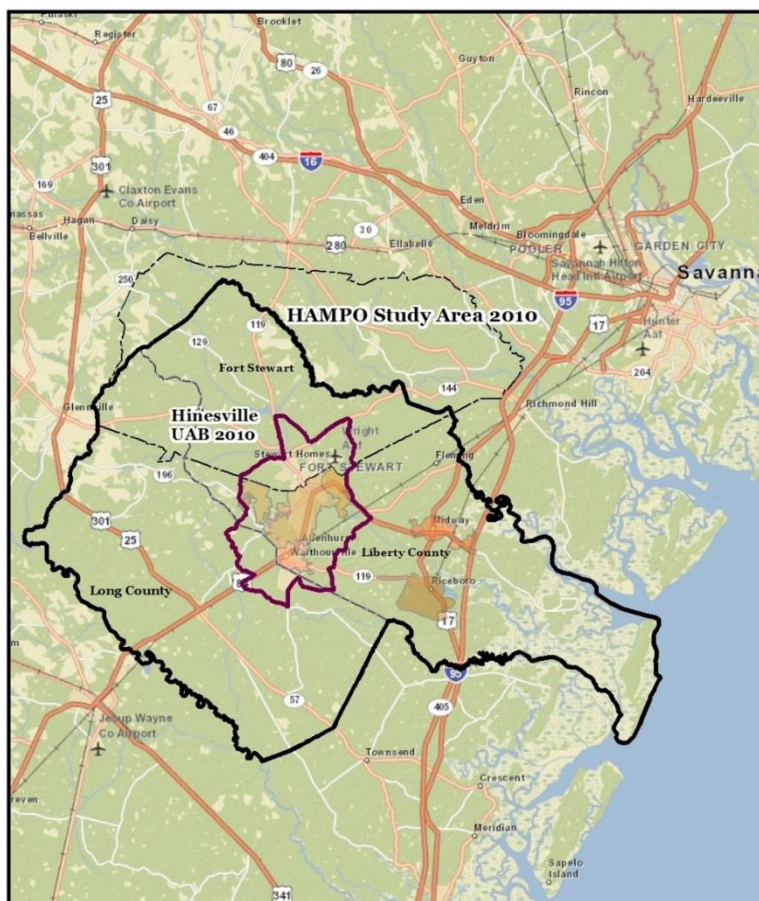 Register
Brooklet
Guyton
80
26
25
67
Rincon
Hardeeville
46
404
16
301
169
Claxton Evans
Co Airport
Eden
Hagan
Daisy
Bellville
30
Meldrim
Bloomingdale
POOLER
GARDEN CITY
280
Ellabelle
Savannah Hilton
Head Intl Airport
Savanna
250
95
HAMPO Study Area 2010
17
Hunter
Aaf
119
129
204
Fort Stewart
144
Glennville
Richmond Hill
Hinesville
UAB 2010
Wright
Aaf
Stewart Homes
Fleming
FORT STEWART
196
301
Midway
25
Allenhurst
Walthourville
Liberty County
119
Riceboro
Long County
17
95
57
405
Jesup Wayne
Co Airport
Townsend
Crescent
Meridian
Sapelo
Island
341